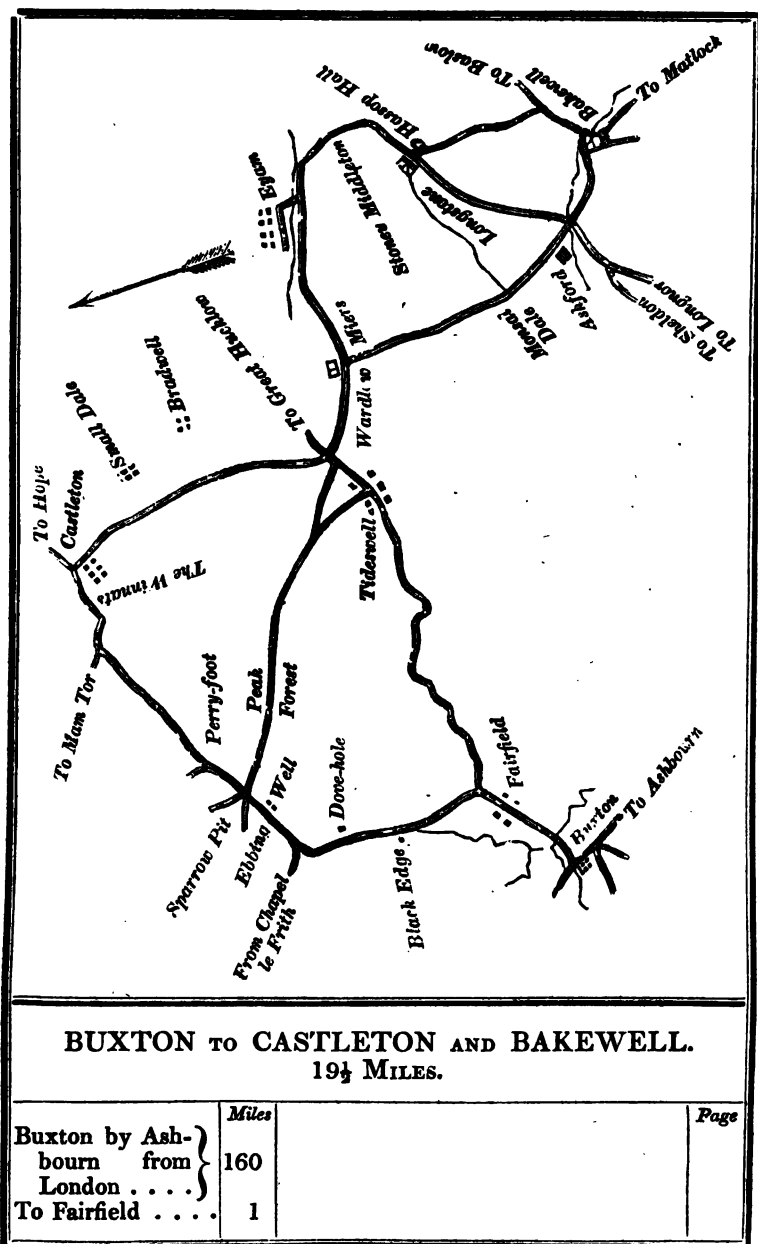 To Matlock
Bakewell
To Baslow
Hassop Hall
Eyam
Stoney Middleton
Longstone
Ashford
Monsal
Dale
To Sheldon
To Longnor
Miers
Wardlow
To Great Hucklow
Bradwell
Small Dale
To Hope
Castleton
The Winnats
Tideswell
To Mam Tor
Perry-foot
Peak
Forest
Sparrow Pit
Ebbing
Well
Dove-hole
From Chapel
le Frith
Black Edge
Fairfield
Buxton
To Ashbourn
BUXTON TO CASTLETON AND BAKEWELL.
19½ MILES.
Miles Page
Buxton by Ash-
bourn from
London . . . . 160
To Fairfield . . . . 1